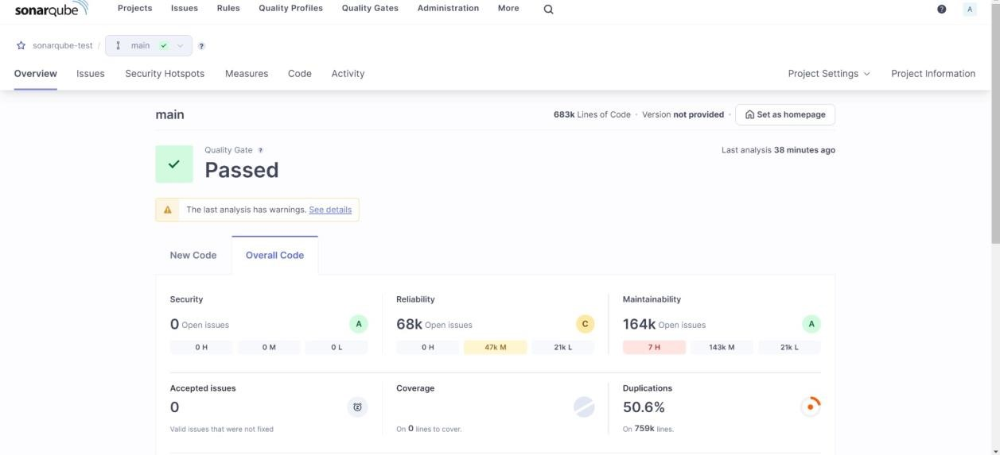 sonarqube Projects Issues Rules Quality Profiles Quality Gates Administration More ? A
sonarqube-test / main ?
Overview Issues Security Hotspots Measures Code Activity Project Settings Project Information
main 683k Lines of Code · Version not provided · Set as homepage
Quality Gate ? Last analysis 38 minutes ago
Passed
The last analysis has warnings. See details
New Code Overall Code
Security Reliability Maintainability
0 Open issues A 68k Open issues C 164k Open issues A
0 H 0 M 0 L 0 H 47k M 21k L 7 H 143k M 21k L
Accepted issues Coverage Duplications
0 50.6%
Valid issues that were not fixed On 0 lines to cover. On 759k lines.